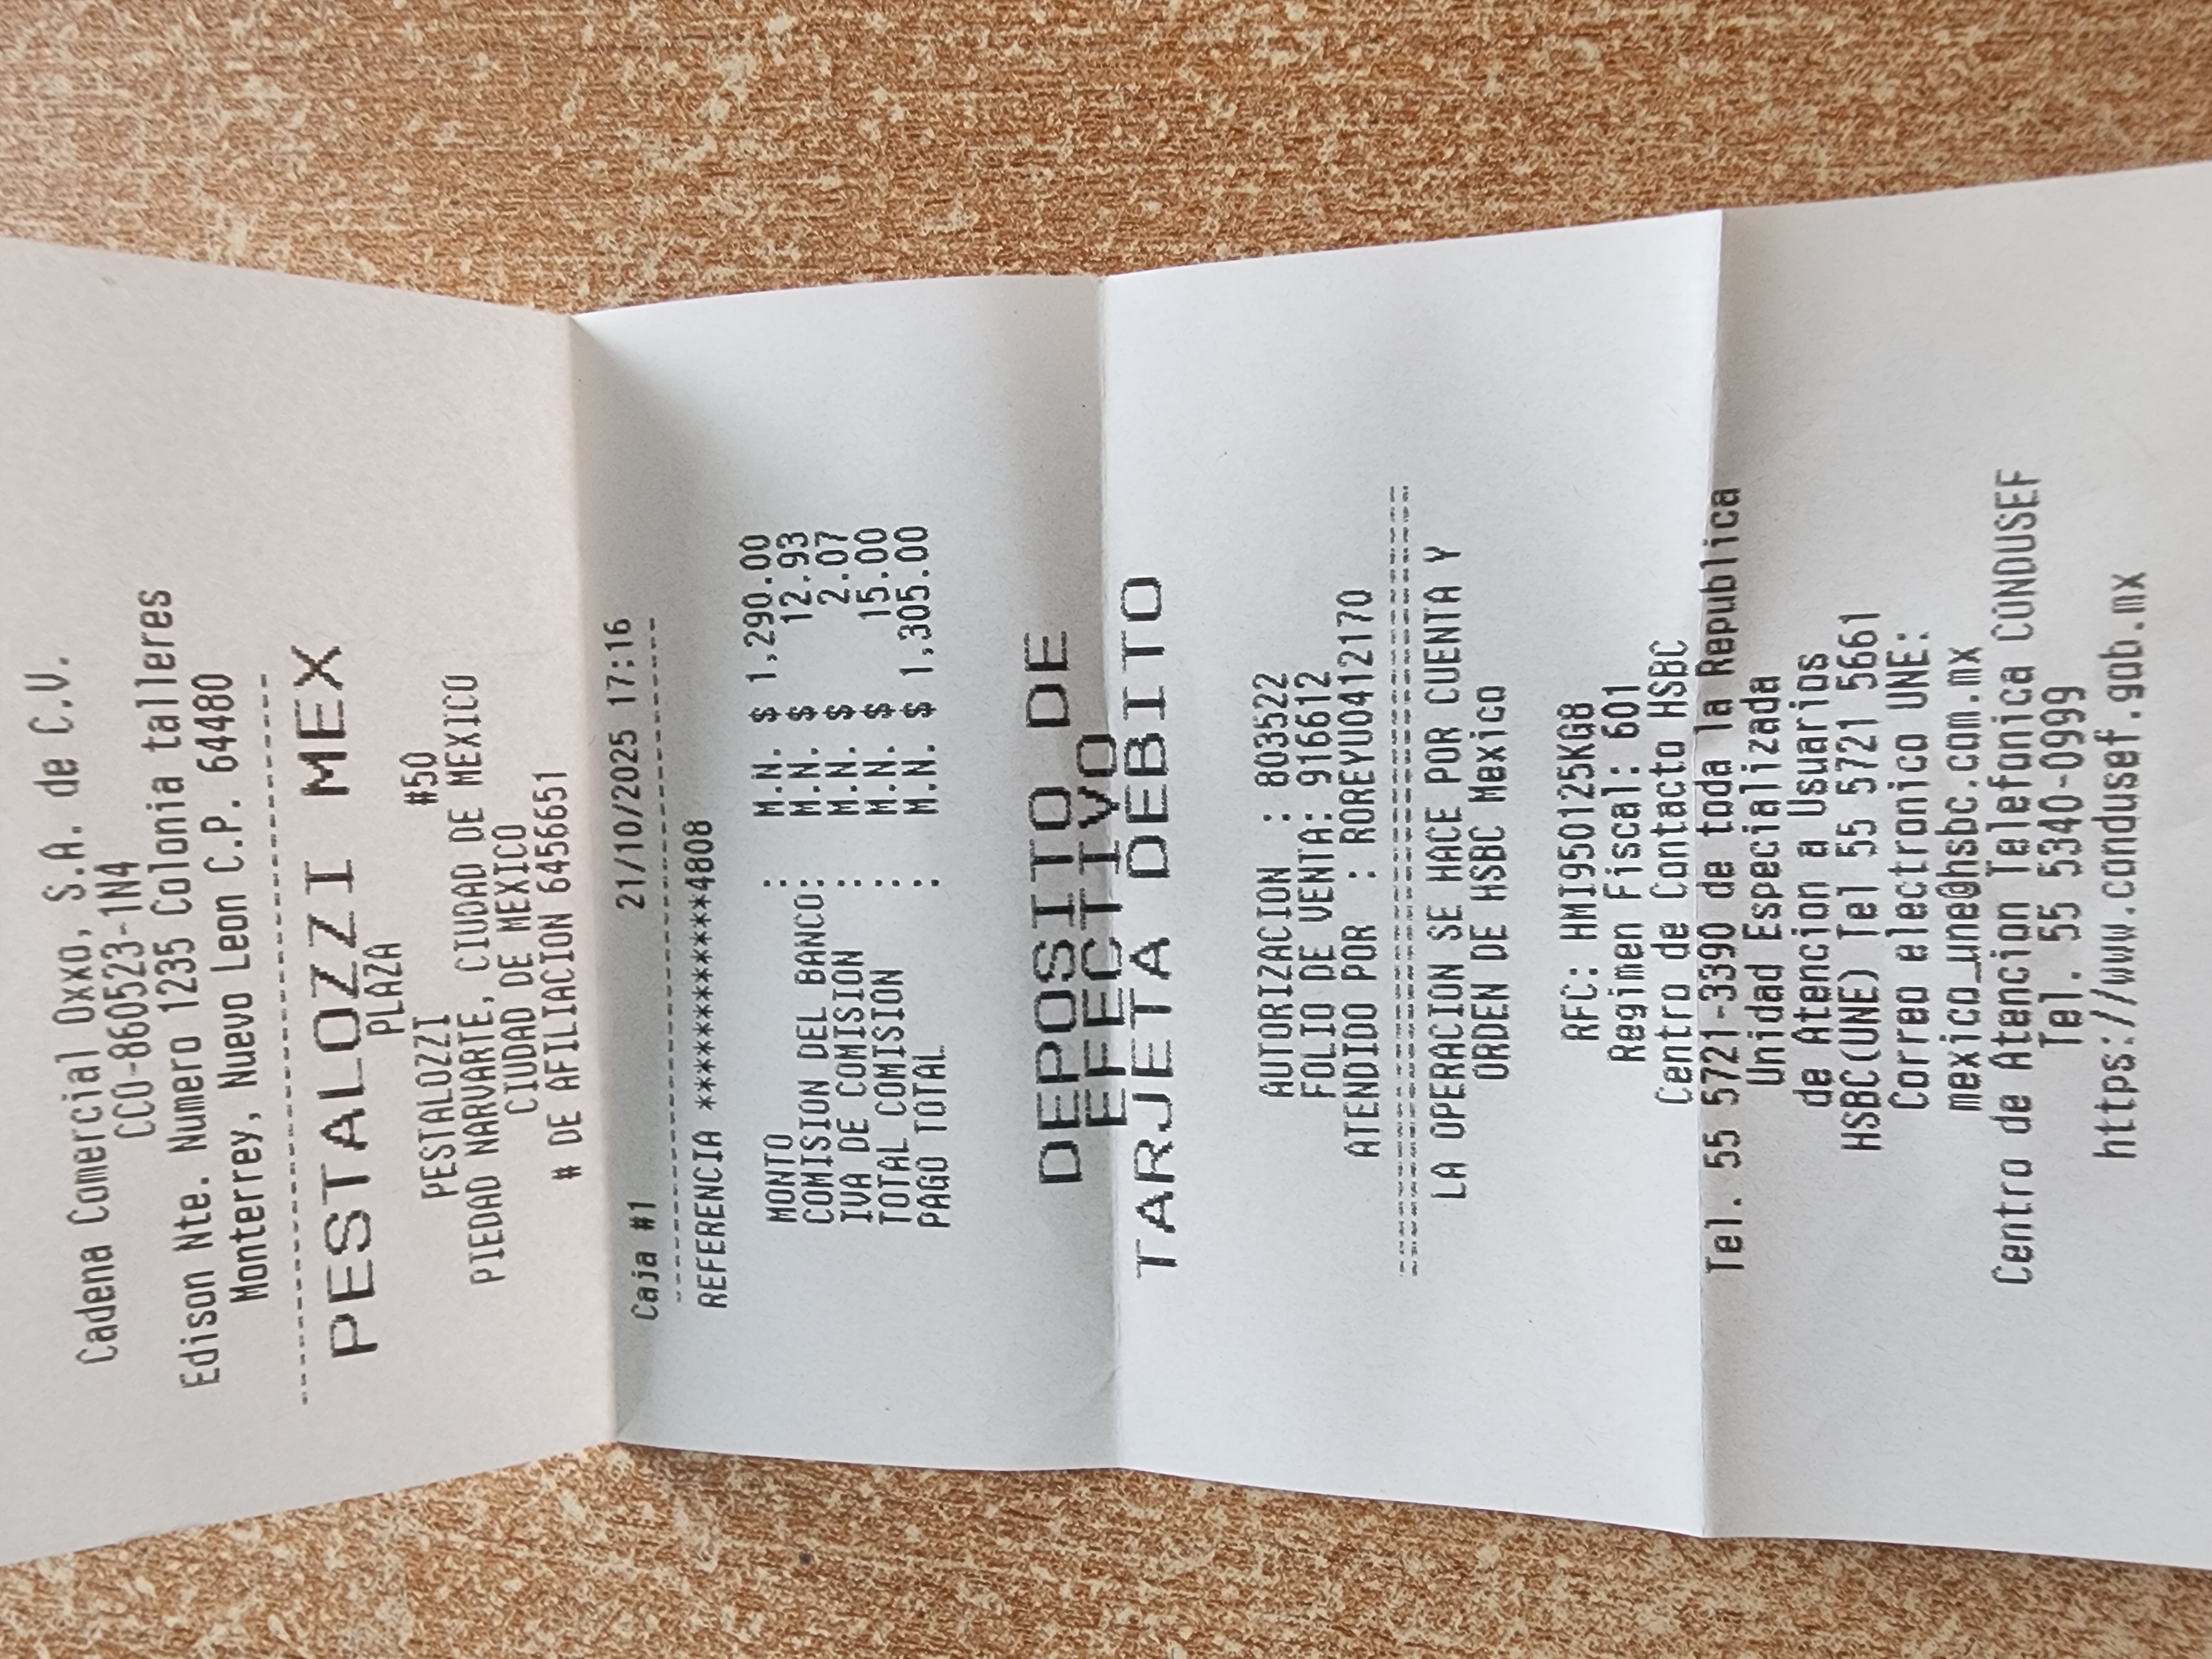 Cadena Comercial Oxxo, S.A. de C.V.
CCO-860523-1N4
Edison Nte. Numero 1235 Colonia talleres
Monterrey, Nuevo Leon C.P. 64480
----------------------------------------
PESTALOZZI MEX
PLAZA
PESTALOZZI #50
PIEDAD NARVARTE, CIUDAD DE MEXICO
CIUDAD DE MEXICO
# DE AFILIACION 6456651
Caja #1 21/10/2025 17:16
----------------------------------------
REFERENCIA ************4808
MONTO : M.N. $ 1,290.00
COMISION DEL BANCO: M.N. $ 12.93
IVA DE COMISION : M.N. $ 2.07
TOTAL COMISION : M.N. $ 15.00
PAGO TOTAL : M.N. $ 1,305.00
DEPOSITO DE
EFECTIVO
TARJETA DEBITO
AUTORIZACION : 803522
FOLIO DE VENTA: 916612
ATENDIDO POR : ROREYU0412170
========================================
LA OPERACION SE HACE POR CUENTA Y
ORDEN DE HSBC Mexico
RFC: HMI950125KG8
Regimen Fiscal: 601
Centro de Contacto HSBC
Tel. 55 5721-3390 de toda la Republica
Unidad Especializada
de Atencion a Usuarios
HSBC(UNE) Tel 55 5721 5661
Correo electronico UNE:
mexico_une@hsbc.com.mx
Centro de Atencion Telefonica CONDUSEF
Tel. 55 5340-0999
https://www.condusef.gob.mx